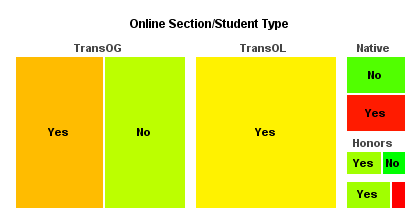 Online Section/Student Type
TransOG TransOL Native
Yes No Yes No
Yes
Honors
Yes No
Yes